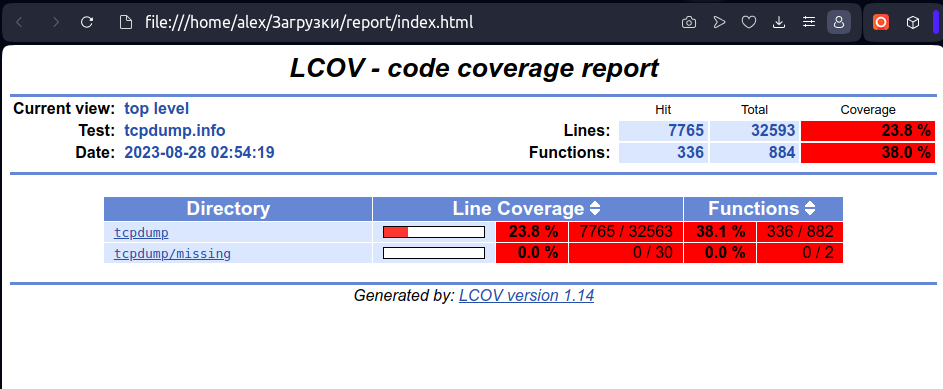 file:///home/alex/Загрузки/report/index.html
LCOV - code coverage report
Current view: top level Hit Total Coverage
Test: tcpdump.info Lines: 7765 32593 23.8 %
Date: 2023-08-28 02:54:19 Functions: 336 884 38.0 %
Directory Line Coverage Functions
tcpdump 23.8 % 7765 / 32563 38.1 % 336 / 882
tcpdump/missing 0.0 % 0 / 30 0.0 % 0 / 2
Generated by: LCOV version 1.14